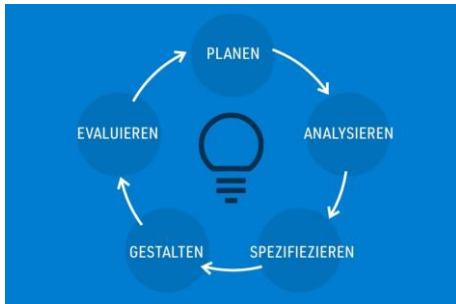 PLANEN
ANALYSIEREN
SPEZIFIEZIEREN
GESTALTEN
EVALUIEREN